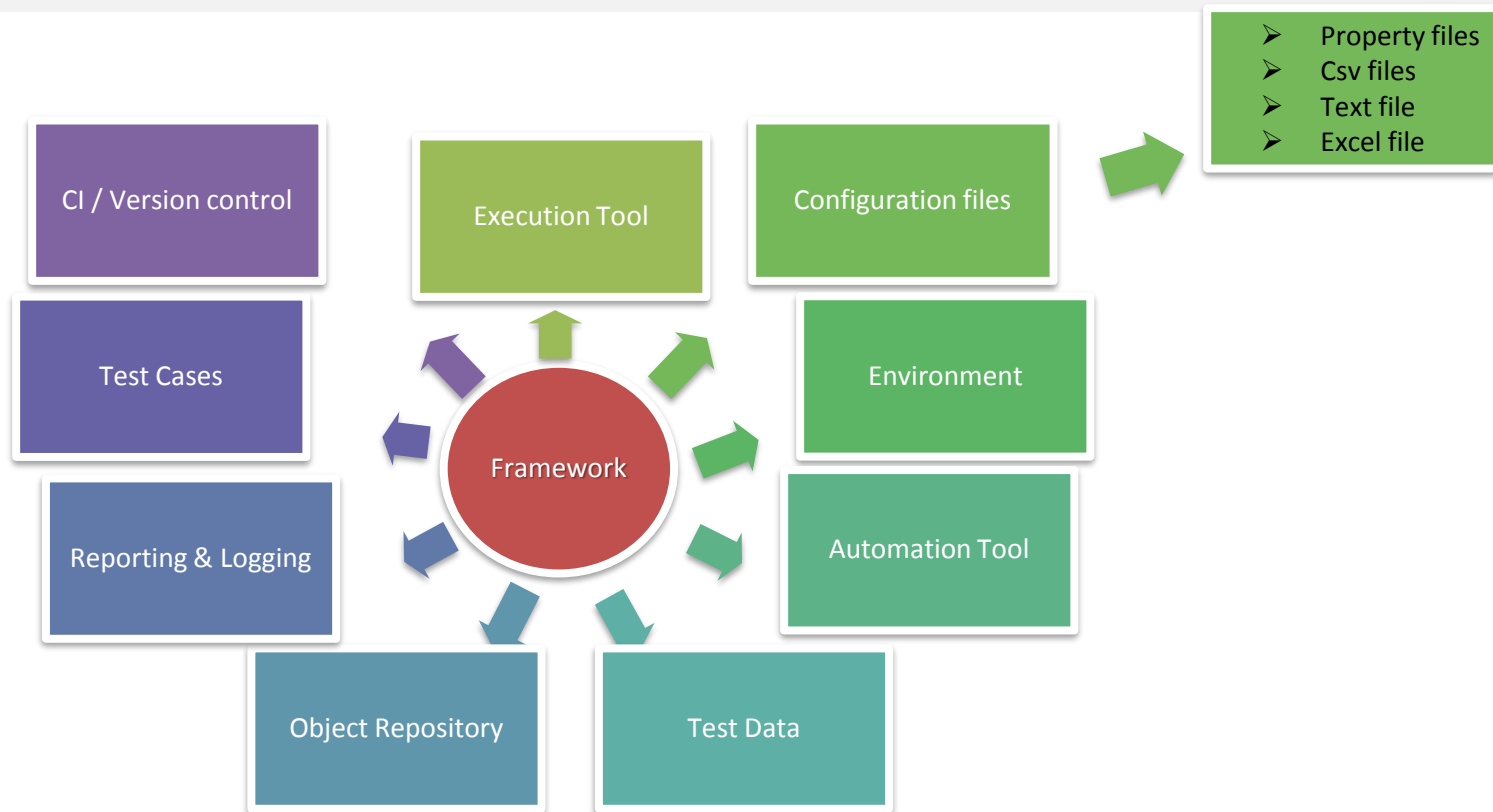 ➢ Property files
➢ Csv files
➢ Text file
➢ Excel file
CI / Version control
Execution Tool
Configuration files
Test Cases
Environment
Framework
Reporting & Logging
Automation Tool
Object Repository
Test Data